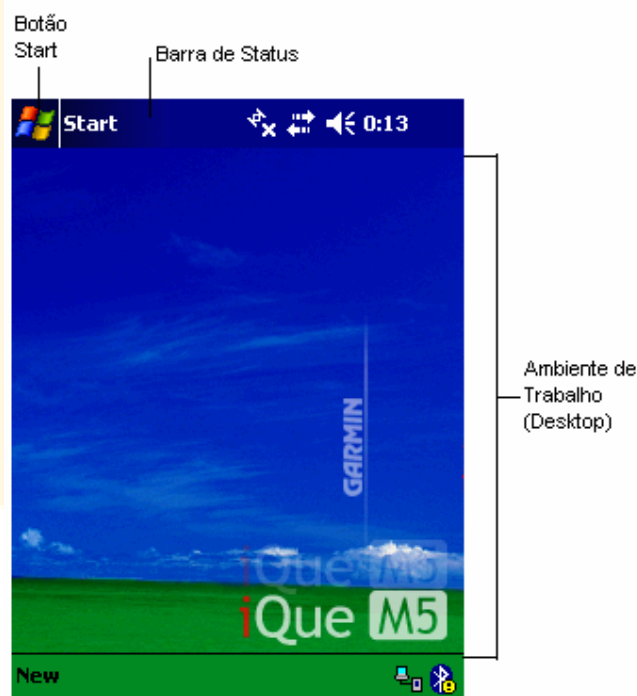 Botão
Start
Barra de Status
Start
0:13
GARMIN
Ambiente de
Trabalho
(Desktop)
iQue M5
iQue M5
New